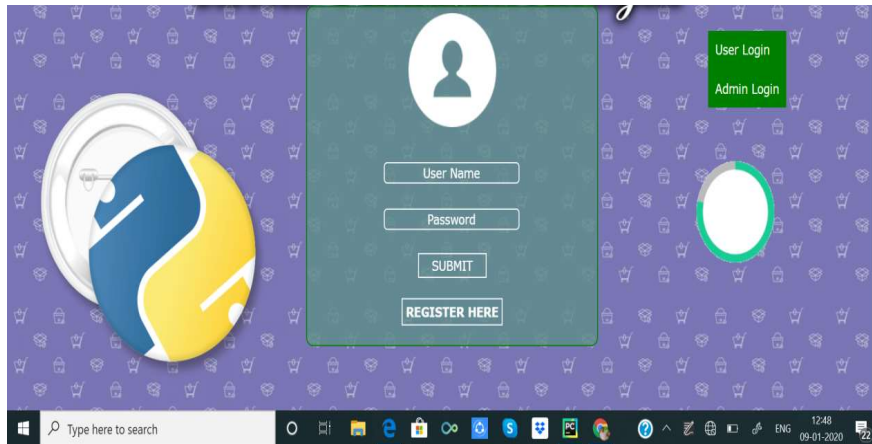 User Login
Admin Login
User Name
Password
SUBMIT
REGISTER HERE
Type here to search
ENG
12:48
09-01-2020
22